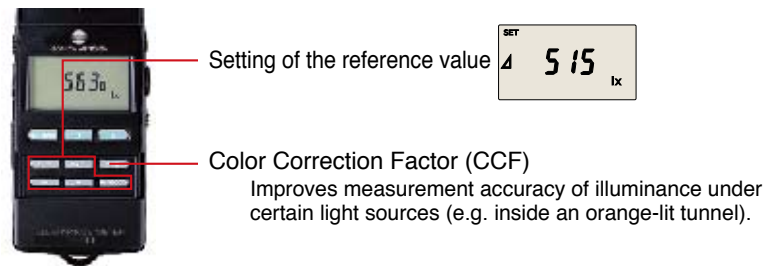 Setting of the reference value
SET
515
lx
563
lx
Color Correction Factor (CCF)
Improves measurement accuracy of illuminance under
certain light sources (e.g. inside an orange-lit tunnel).